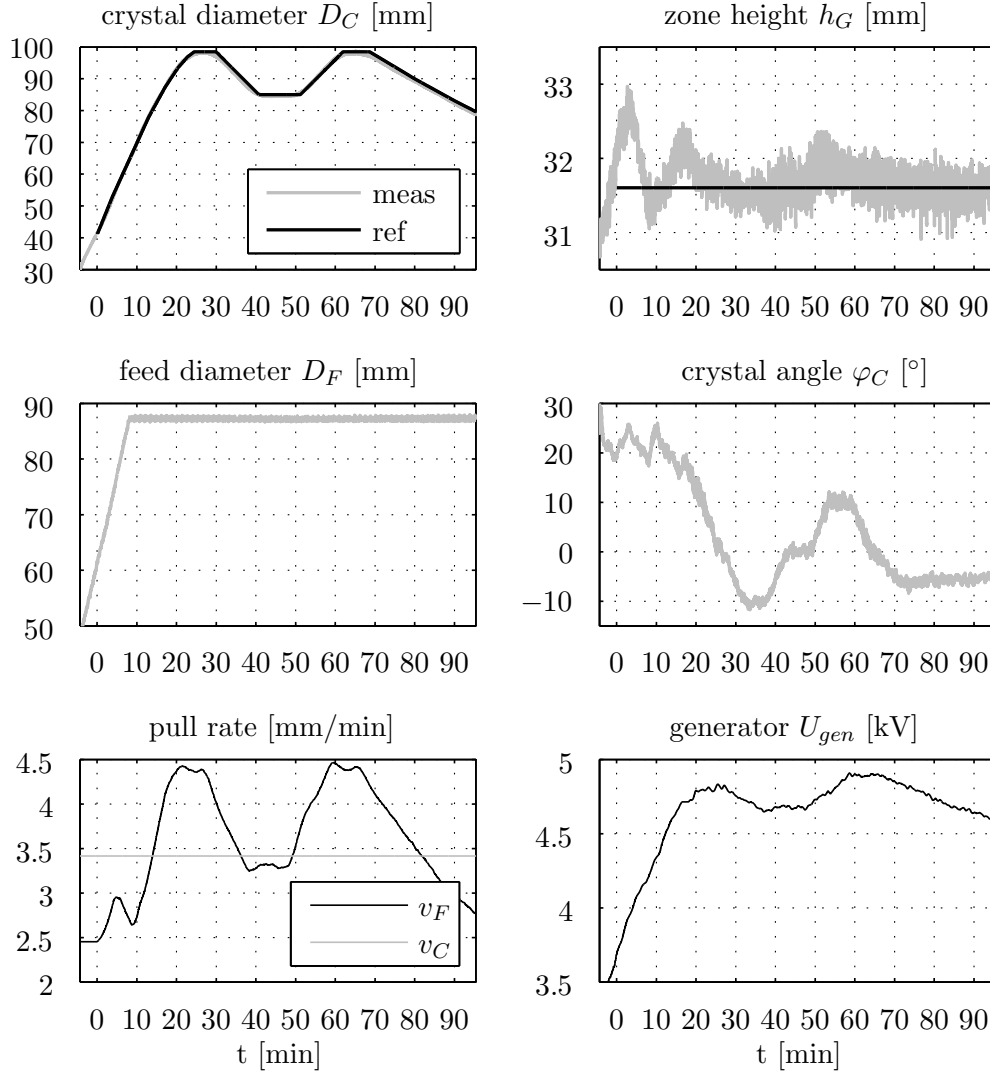 crystal diameter D_C [mm]
100
90
80
70
60
50
40
30
meas
ref
0 10 20 30 40 50 60 70 80 90
zone height h_G [mm]
33
32
31
0 10 20 30 40 50 60 70 80 90
feed diameter D_F [mm]
90
80
70
60
50
0 10 20 30 40 50 60 70 80 90
crystal angle φ_C [°]
30
20
10
0
−10
0 10 20 30 40 50 60 70 80 90
pull rate [mm/min]
4.5
4
3.5
3
2.5
2
v_F
v_C
0 10 20 30 40 50 60 70 80 90
t [min]
generator U_gen [kV]
5
4.5
4
3.5
0 10 20 30 40 50 60 70 80 90
t [min]